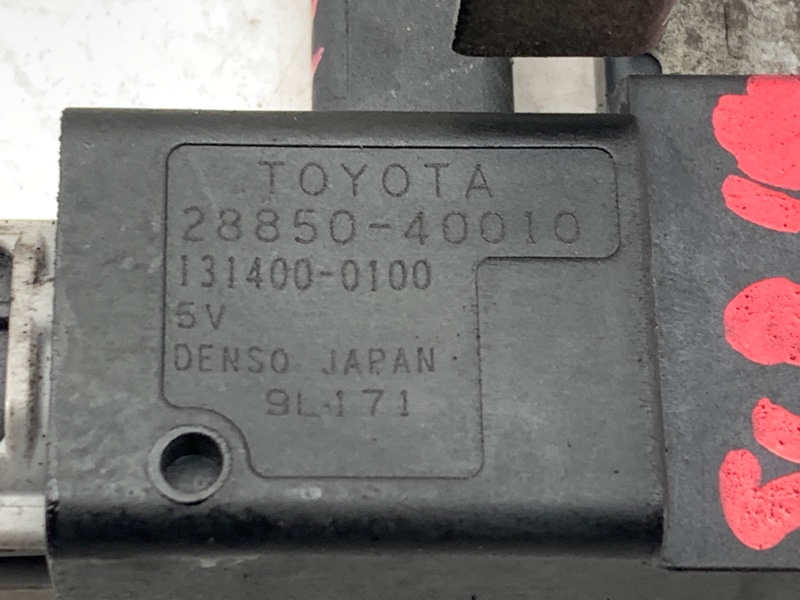 TOYOTA
28850-40010
131400-0100
5V
DENSO JAPAN
9L171